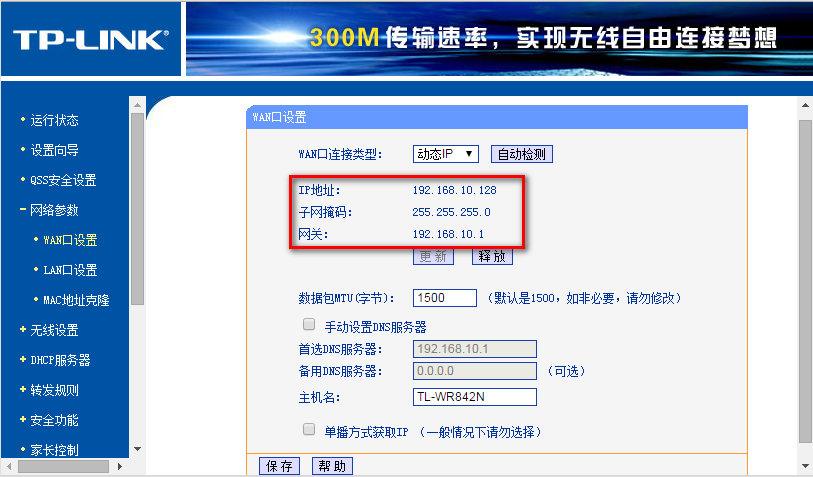 TP-LINK®
300M 传输速率，实现无线自由连接梦想
• 运行状态
• 设置向导
• QSS安全设置
− 网络参数
• WAN口设置
• LAN口设置
• MAC地址克隆
+ 无线设置
+ DHCP服务器
+ 转发规则
+ 安全功能
+ 家长控制
WAN口设置
WAN口连接类型： 动态IP 自动检测
IP地址： 192.168.10.128
子网掩码： 255.255.255.0
网关： 192.168.10.1
更新 释放
数据包MTU(字节)： 1500 （默认是1500，如非必要，请勿修改）
手动设置DNS服务器
首选DNS服务器： 192.168.10.1
备用DNS服务器： 0.0.0.0 （可选）
主机名： TL-WR842N
单播方式获取IP （一般情况下请勿选择）
保存 帮助